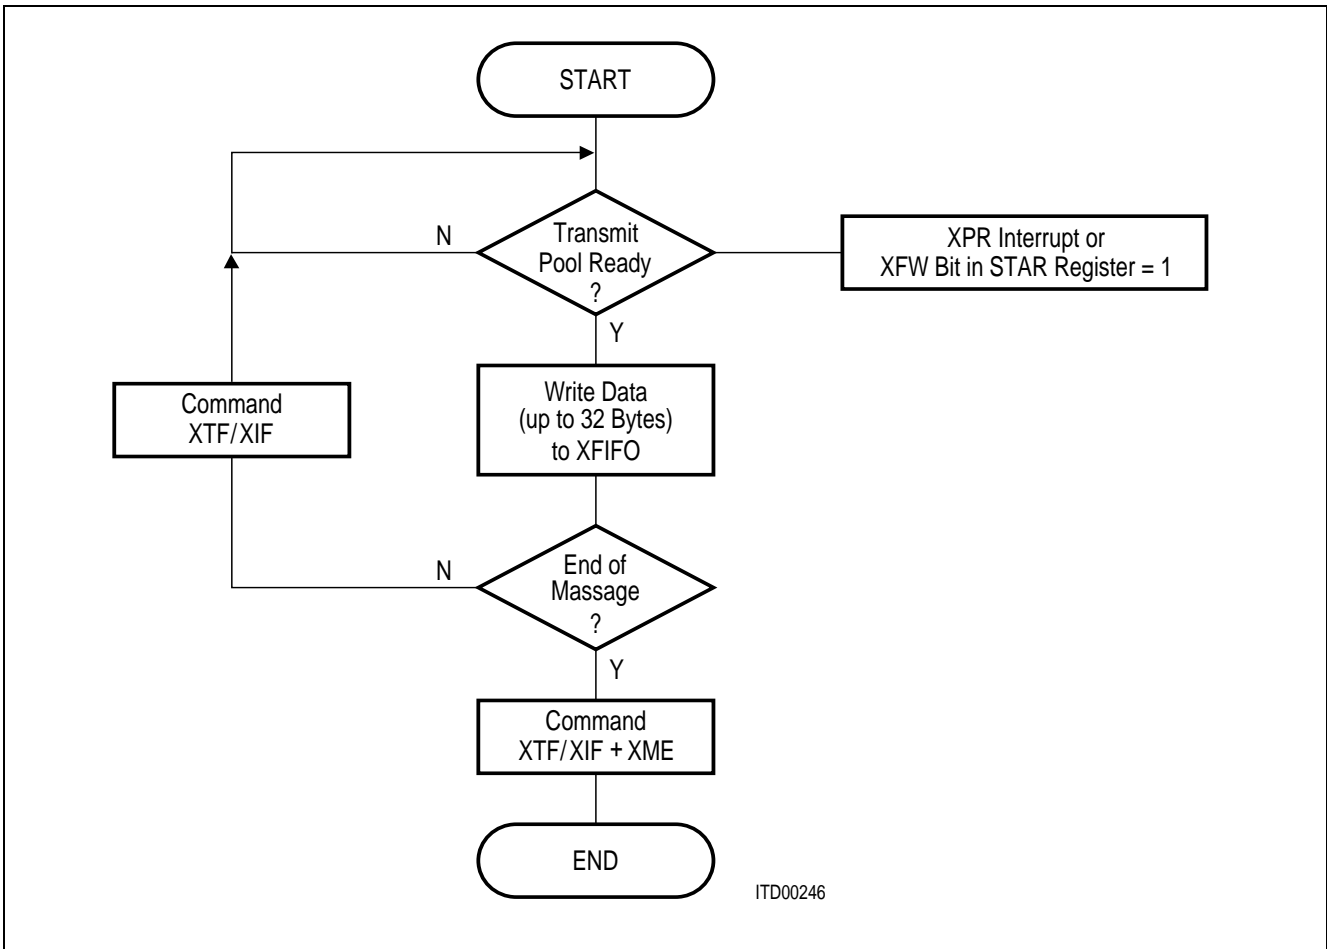 START
N
Transmit
Pool Ready
?
XPR Interrupt or
XFW Bit in STAR Register = 1
Y
Write Data
(up to 32 Bytes)
to XFIFO
Command
XTF/XIF
N
End of
Massage
?
Y
Command
XTF/XIF + XME
END
ITD00246